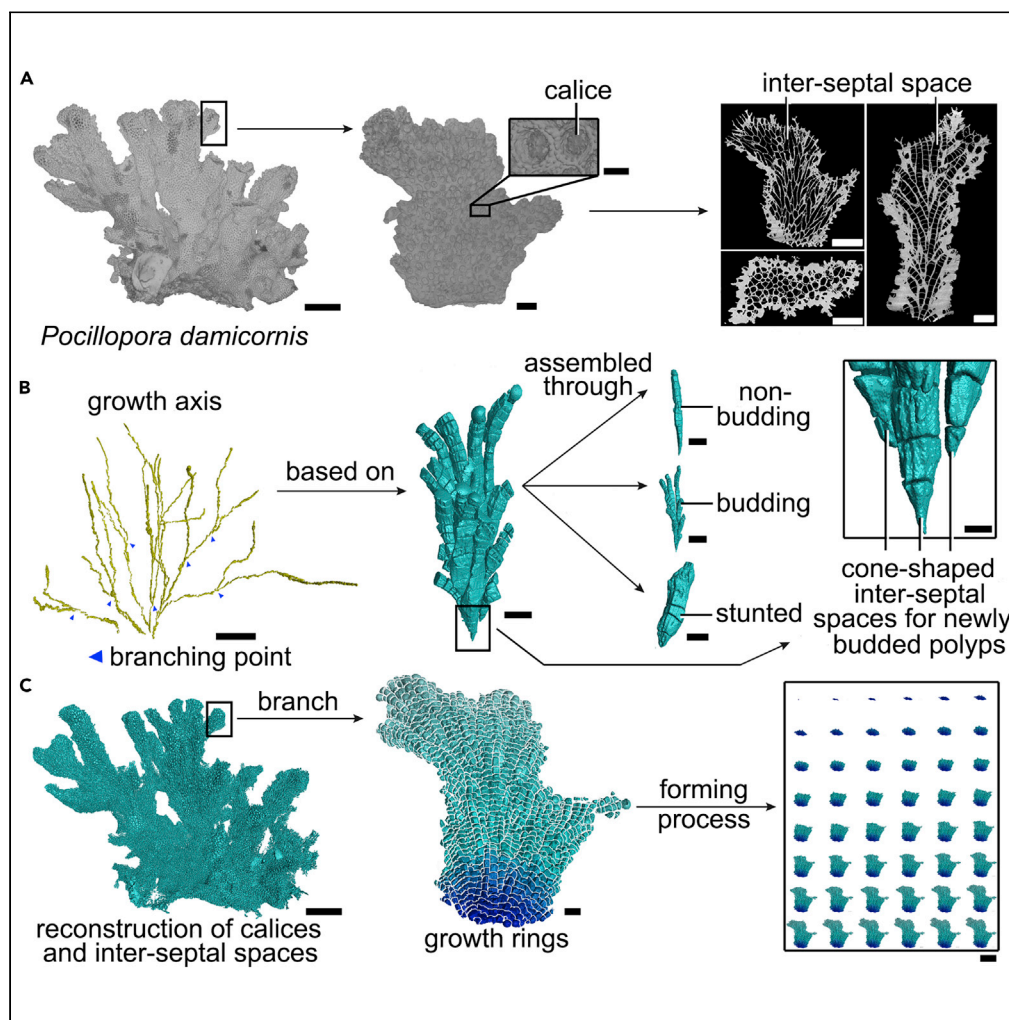 A
calice
inter-septal space
Pocillopora damicornis
B
growth axis
based on
assembled
through
non-
budding
budding
stunted
cone-shaped
inter-septal
spaces for newly
budded polyps
branching point
C
branch
forming
process
reconstruction of calices
and inter-septal spaces
growth rings